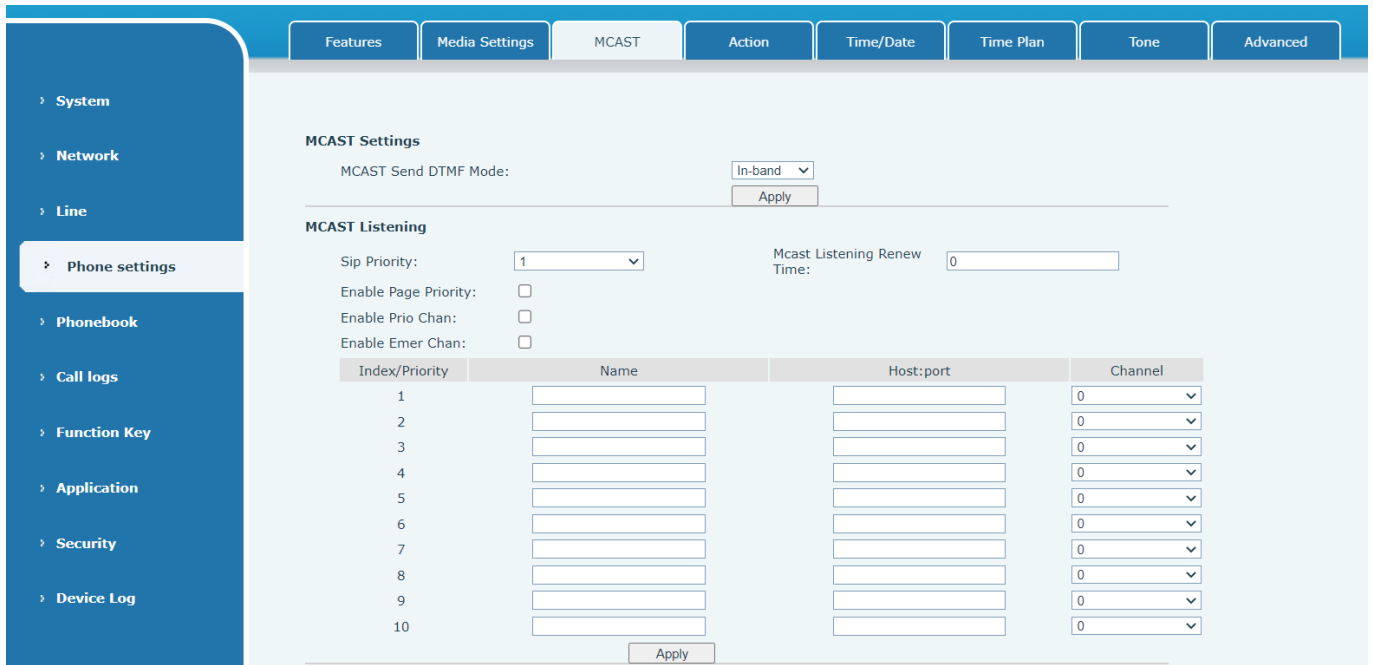 Features Media Settings MCAST Action Time/Date Time Plan Tone Advanced
System
Network
Line
Phone settings
Phonebook
Call logs
Function Key
Application
Security
Device Log
MCAST Settings
MCAST Send DTMF Mode: In-band
Apply
MCAST Listening
Sip Priority: 1 Mcast Listening Renew
Time: 0
Enable Page Priority:
Enable Prio Chan:
Enable Emer Chan:
Index/Priority Name Host:port Channel
1 0
2 0
3 0
4 0
5 0
6 0
7 0
8 0
9 0
10 0
Apply